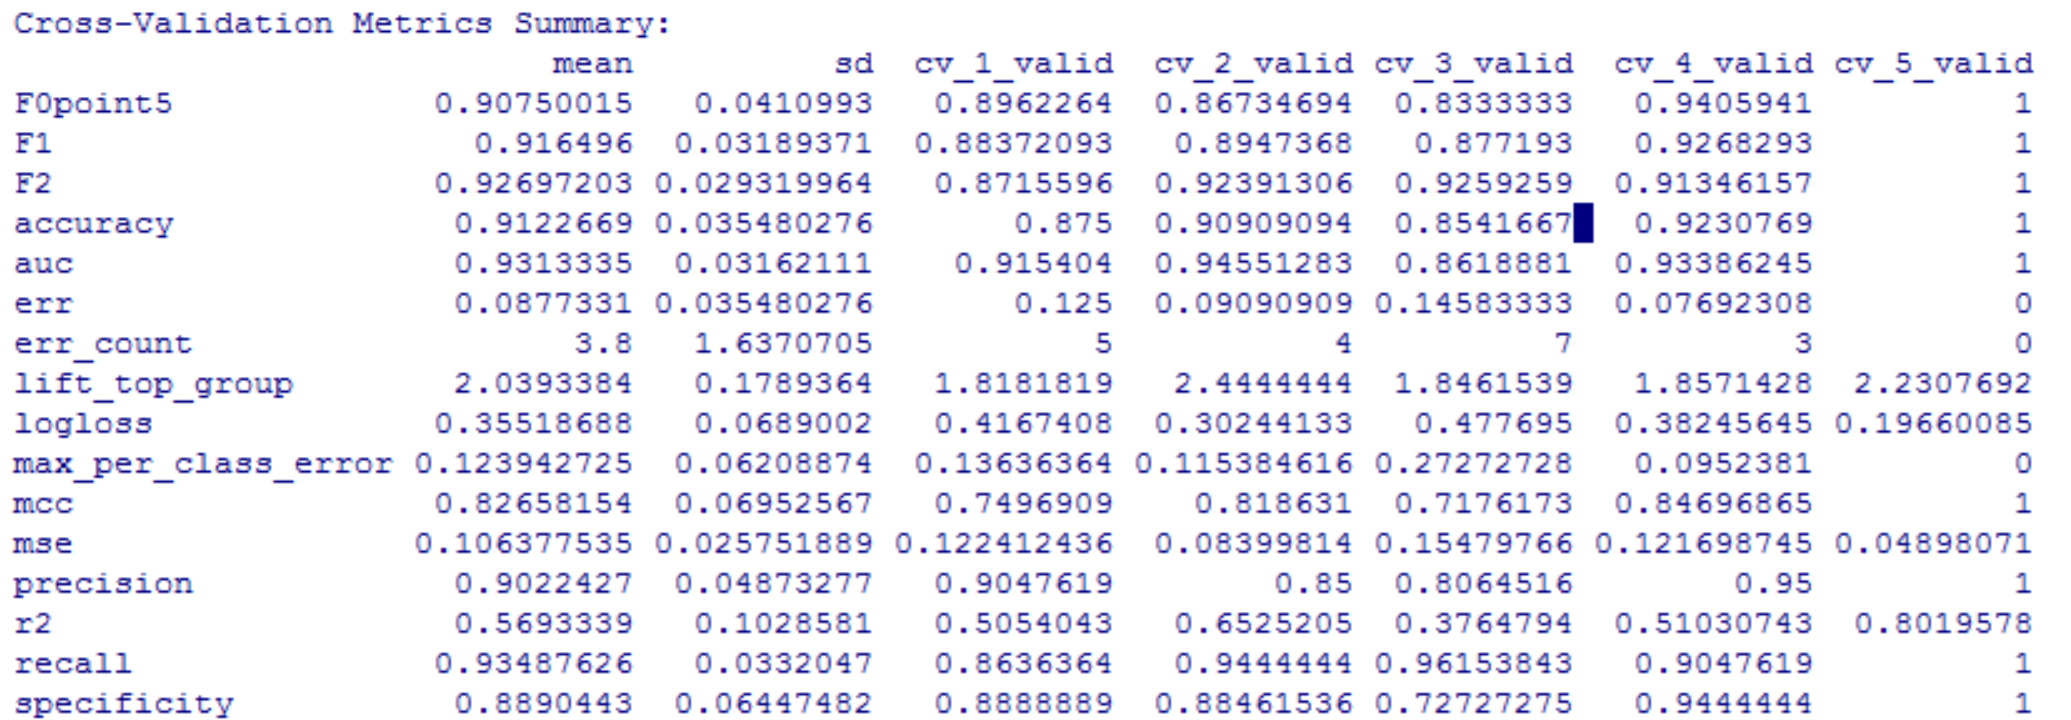 Cross-Validation Metrics Summary:
mean sd cv_1_valid cv_2_valid cv_3_valid cv_4_valid cv_5_valid
F0point5 0.90750015 0.0410993 0.8962264 0.86734694 0.8333333 0.9405941 1
F1 0.916496 0.03189371 0.88372093 0.8947368 0.877193 0.9268293 1
F2 0.92697203 0.029319964 0.8715596 0.92391306 0.9259259 0.91346157 1
accuracy 0.9122669 0.035480276 0.875 0.90909094 0.8541667 0.9230769 1
auc 0.9313335 0.03162111 0.915404 0.94551283 0.8618881 0.93386245 1
err 0.0877331 0.035480276 0.125 0.09090909 0.14583333 0.07692308 0
err_count 3.8 1.6370705 5 4 7 3 0
lift_top_group 2.0393384 0.1789364 1.8181819 2.4444444 1.8461539 1.8571428 2.2307692
logloss 0.35518688 0.0689002 0.4167408 0.30244133 0.477695 0.38245645 0.19660085
max_per_class_error 0.123942725 0.06208874 0.13636364 0.115384616 0.27272728 0.0952381 0
mcc 0.82658154 0.06952567 0.7496909 0.818631 0.7176173 0.84696865 1
mse 0.106377535 0.025751889 0.122412436 0.08399814 0.15479766 0.121698745 0.04898071
precision 0.9022427 0.04873277 0.9047619 0.85 0.8064516 0.95 1
r2 0.5693339 0.1028581 0.5054043 0.6525205 0.3764794 0.51030743 0.8019578
recall 0.93487626 0.0332047 0.8636364 0.9444444 0.96153843 0.9047619 1
specificity 0.8890443 0.06447482 0.8888889 0.88461536 0.72727275 0.9444444 1